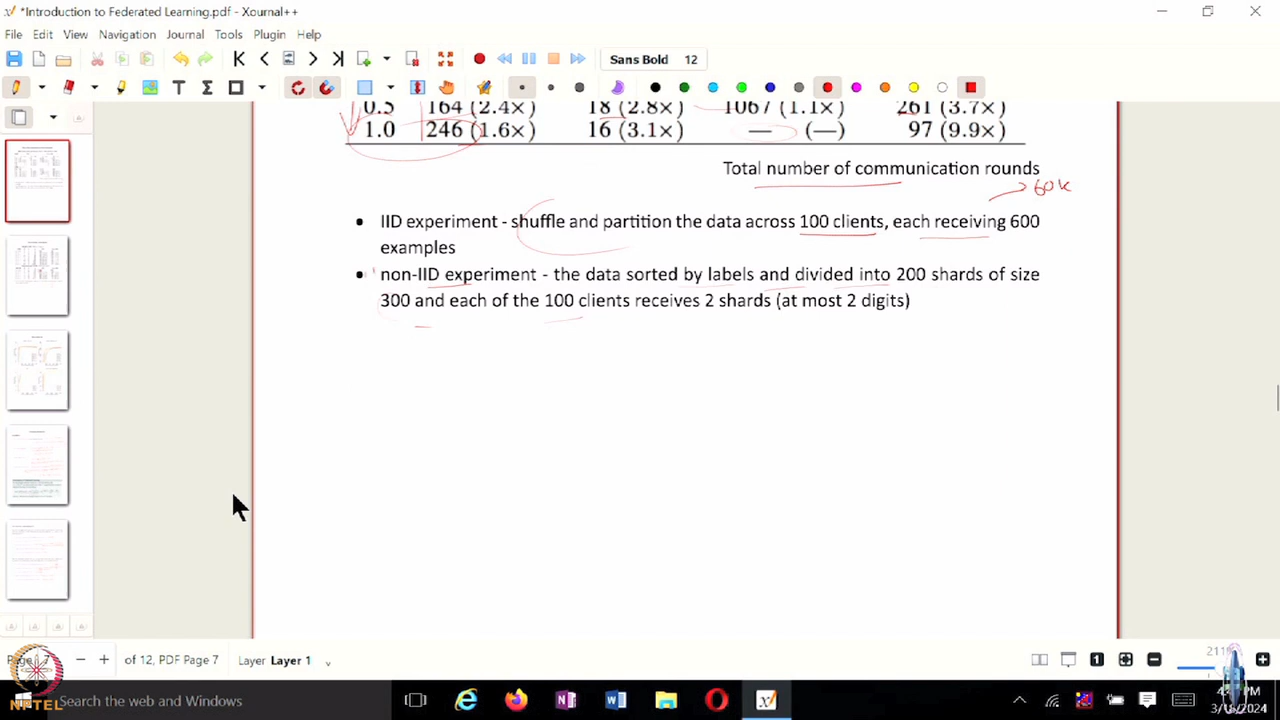 *Introduction to Federated Learning.pdf - Xournal++
File Edit View Navigation Journal Tools Plugin Help
Sans Bold 12
0.5 164 (2.4×) 18 (2.8×) 1067 (1.1×) 261 (3.7×)
1.0 246 (1.6×) 16 (3.1×) — (—) 97 (9.9×)
Total number of communication rounds
60K
• IID experiment - shuffle and partition the data across 100 clients, each receiving 600
examples
• non-IID experiment - the data sorted by labels and divided into 200 shards of size
300 and each of the 100 clients receives 2 shards (at most 2 digits)
7 of 12, PDF Page 7 Layer Layer 1
NPTEL
Search the web and Windows
PM